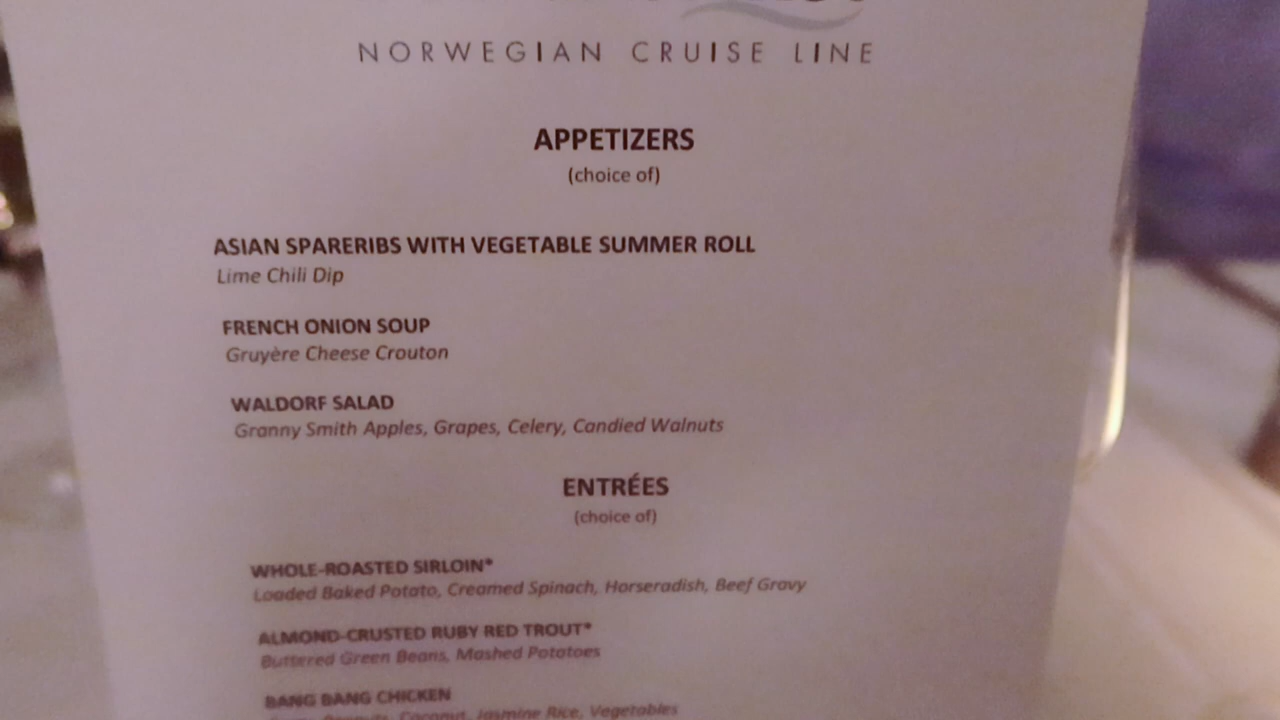 NORWEGIAN CRUISE LINE
APPETIZERS
(choice of)
ASIAN SPARERIBS WITH VEGETABLE SUMMER ROLL
Lime Chili Dip
FRENCH ONION SOUP
Gruyère Cheese Crouton
WALDORF SALAD
Granny Smith Apples, Grapes, Celery, Candied Walnuts
ENTRÉES
(choice of)
WHOLE-ROASTED SIRLOIN*
Loaded Baked Potato, Creamed Spinach, Horseradish, Beef Gravy
ALMOND-CRUSTED RUBY RED TROUT*
Buttered Green Beans, Mashed Potatoes
BANG BANG CHICKEN
Peanuts, Coconut, Jasmine Rice, Vegetables